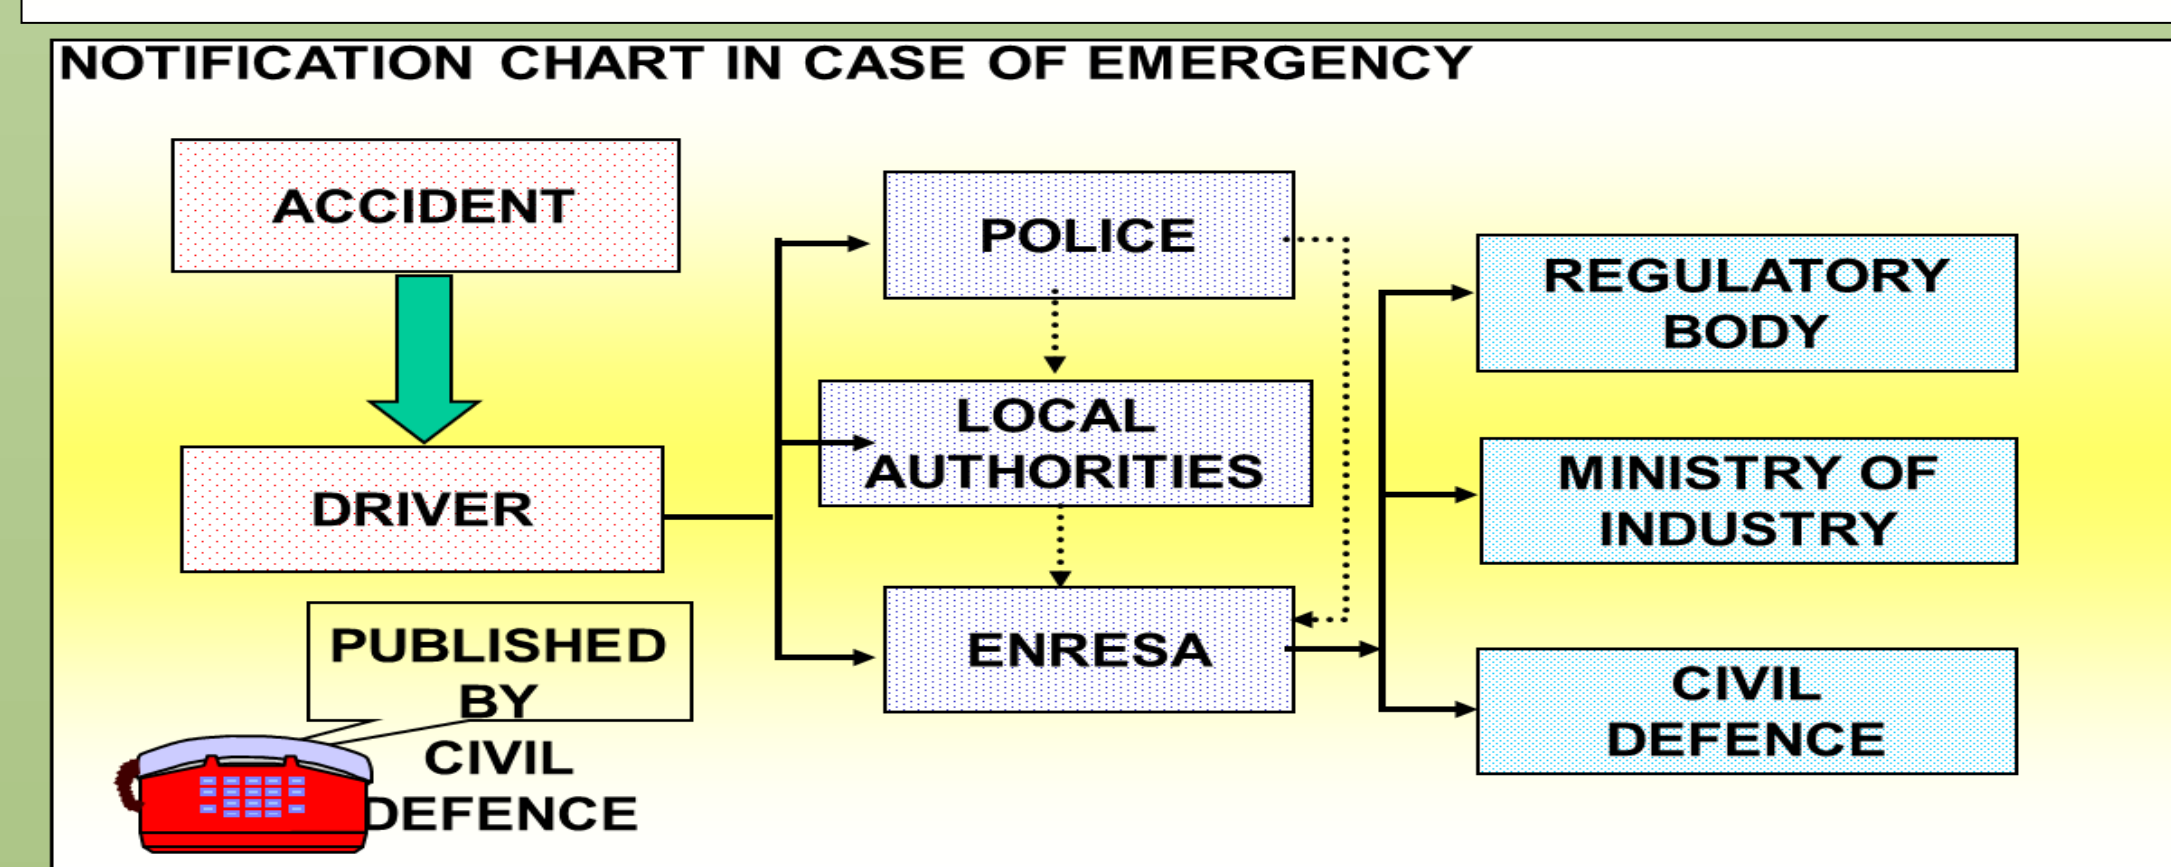 NOTIFICATION CHART IN CASE OF EMERGENCY
ACCIDENT
DRIVER
PUBLISHED
BY
CIVIL
DEFENCE
POLICE
LOCAL
AUTHORITIES
ENRESA
REGULATORY
BODY
MINISTRY OF
INDUSTRY
CIVIL
DEFENCE